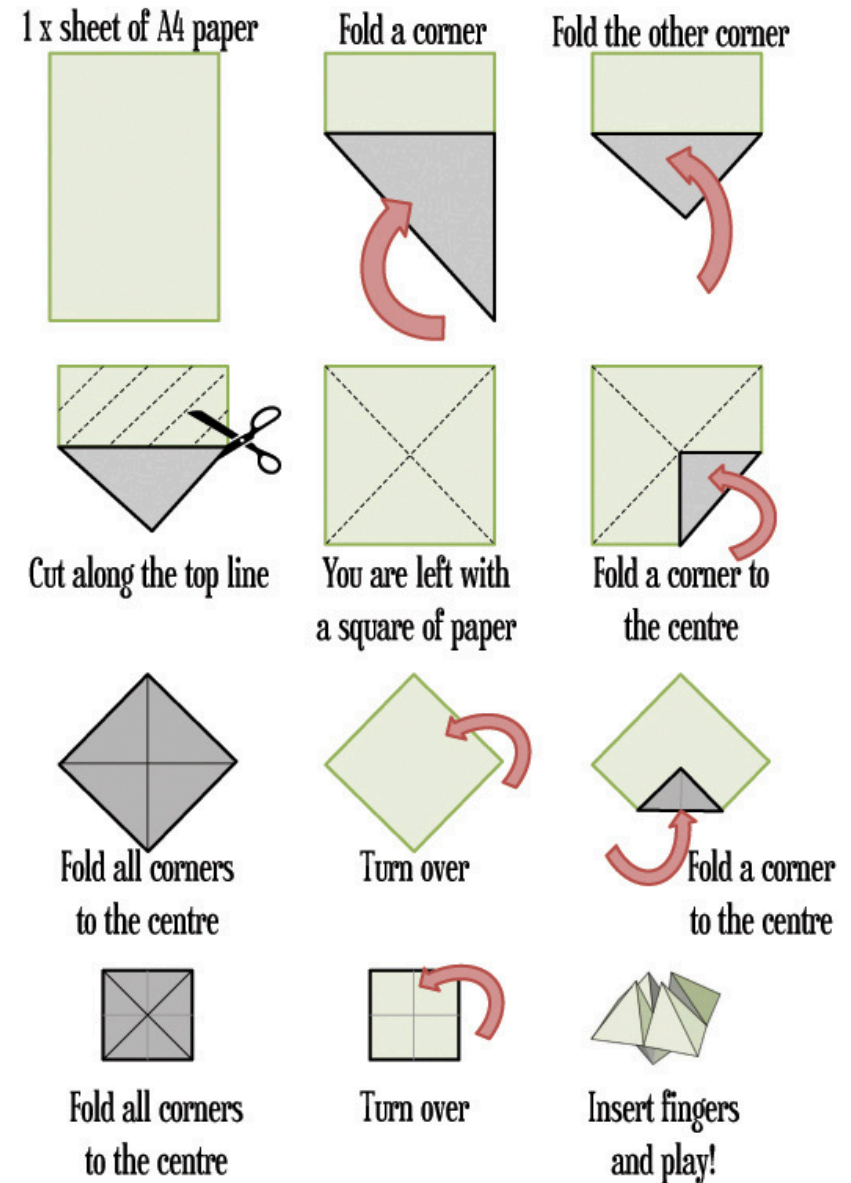 1 x sheet of A4 paper
Fold a corner
Fold the other corner
Cut along the top line
You are left with
a square of paper
Fold a corner to
the centre
Fold all corners
to the centre
Turn over
Fold a corner
to the centre
Fold all corners
to the centre
Turn over
Insert fingers
and play!